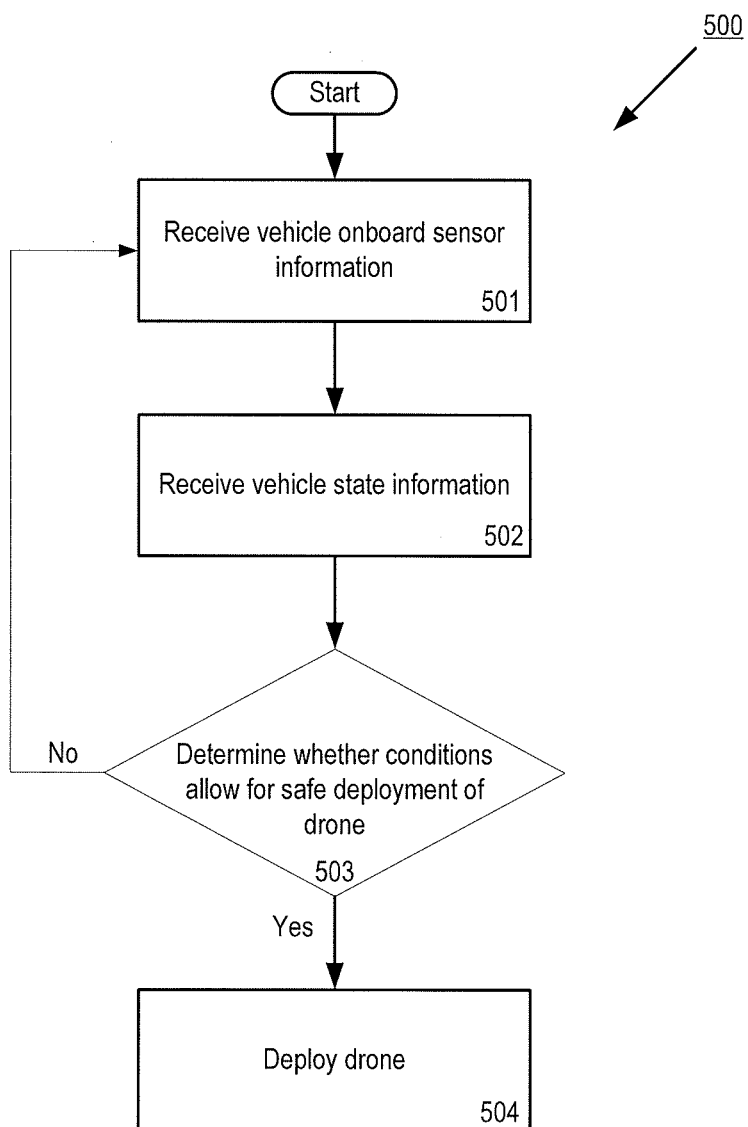 500
Start
Receive vehicle onboard sensor
information
501
Receive vehicle state information
502
No
Determine whether conditions
allow for safe deployment of
drone
503
Yes
Deploy drone
504